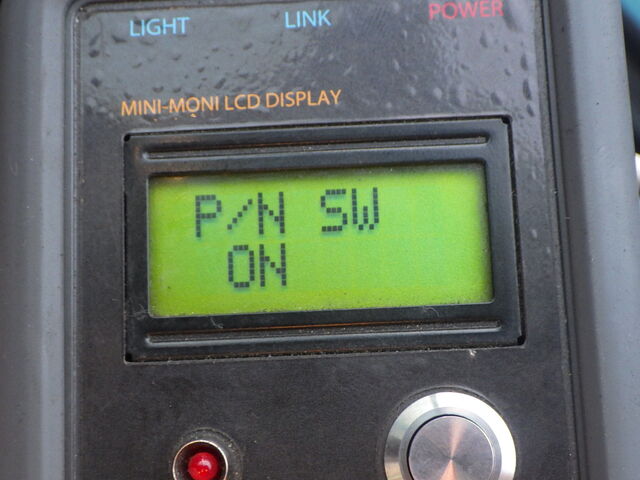 LIGHT LINK POWER
MINI-MONI LCD DISPLAY
P/N SW
ON